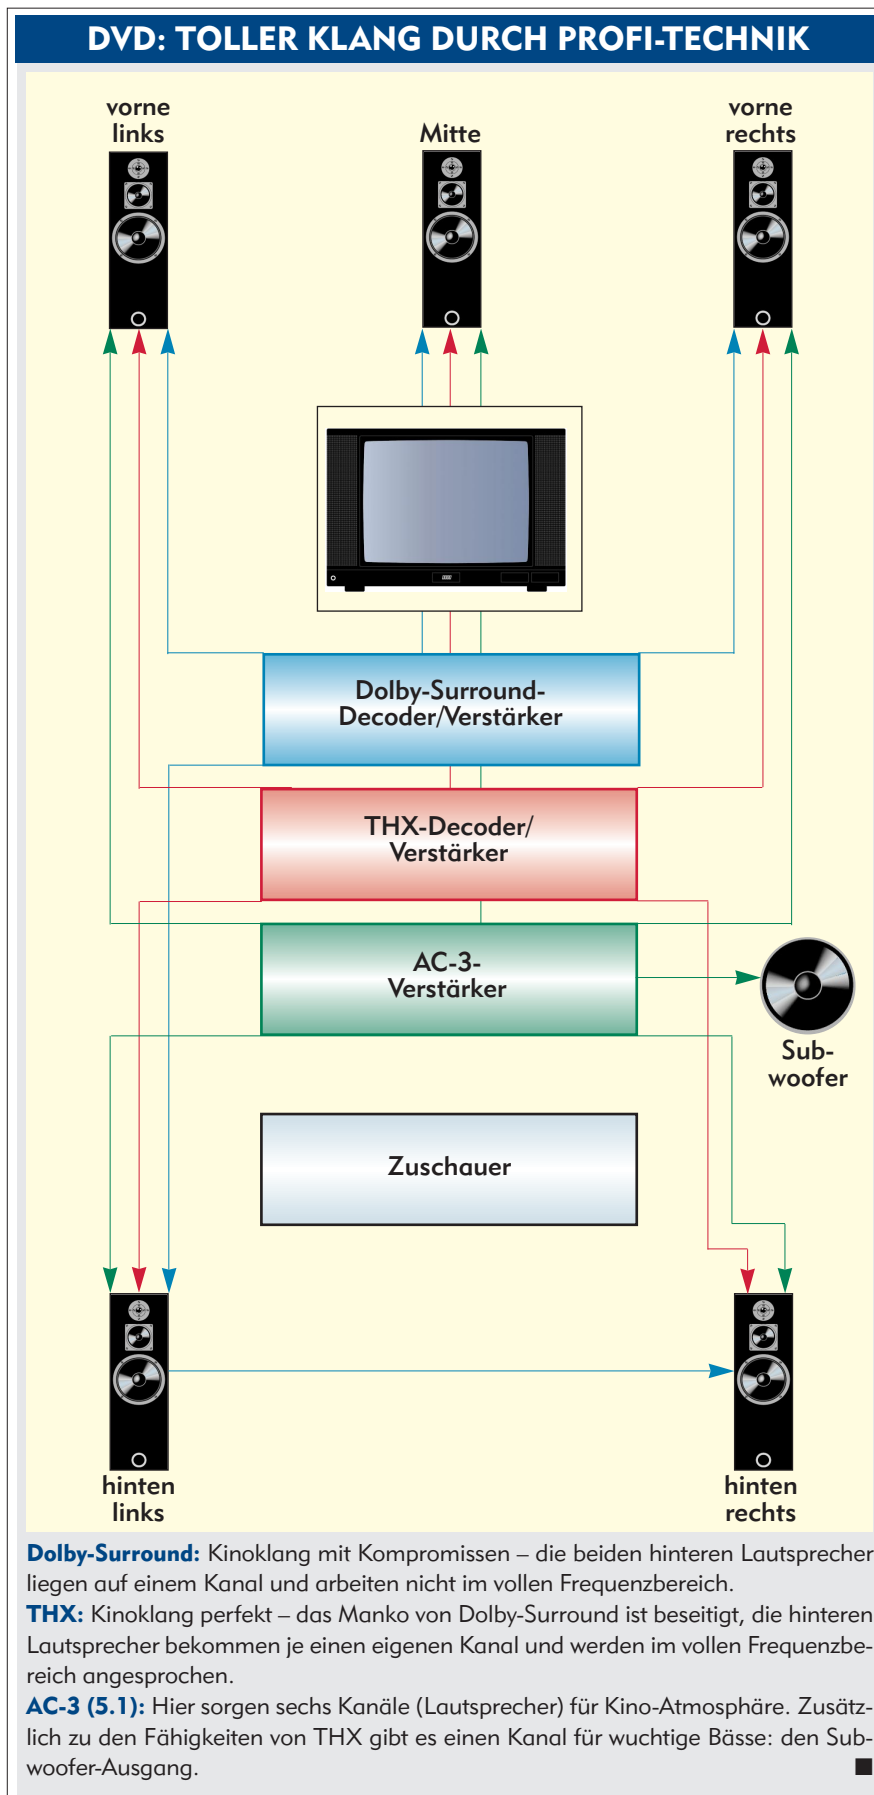 DVD: TOLLER KLANG DURCH PROFI-TECHNIK
vorne
links
Mitte
vorne
rechts
Dolby-Surround-
Decoder/Verstärker
THX-Decoder/
Verstärker
AC-3-
Verstärker
Sub-
woofer
Zuschauer
hinten
links
hinten
rechts
Dolby-Surround: Kinoklang mit Kompromissen – die beiden hinteren Lautsprecher
liegen auf einem Kanal und arbeiten nicht im vollen Frequenzbereich.
THX: Kinoklang perfekt – das Manko von Dolby-Surround ist beseitigt, die hinteren
Lautsprecher bekommen je einen eigenen Kanal und werden im vollen Frequenzbe-
reich angesprochen.
AC-3 (5.1): Hier sorgen sechs Kanäle (Lautsprecher) für Kino-Atmosphäre. Zusätz-
lich zu den Fähigkeiten von THX gibt es einen Kanal für wuchtige Bässe: den Sub-
woofer-Ausgang.